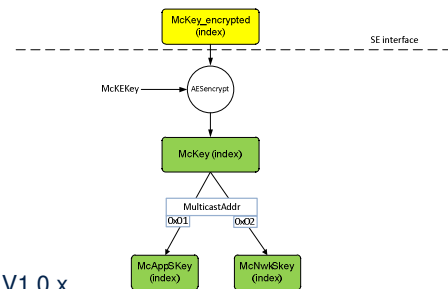 McKey_encrypted
(index)
SE interface
McKEKey
AESencrypt
McKey (index)
MulticastAddr
0x01
0x02
McAppSKey
(index)
McNwkSkey
(index)
V1.0.x